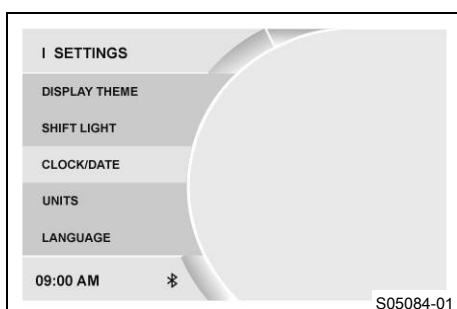 I SETTINGS
DISPLAY THEME
SHIFT LIGHT
CLOCK/DATE
UNITS
LANGUAGE
09:00 AM
S05084-01